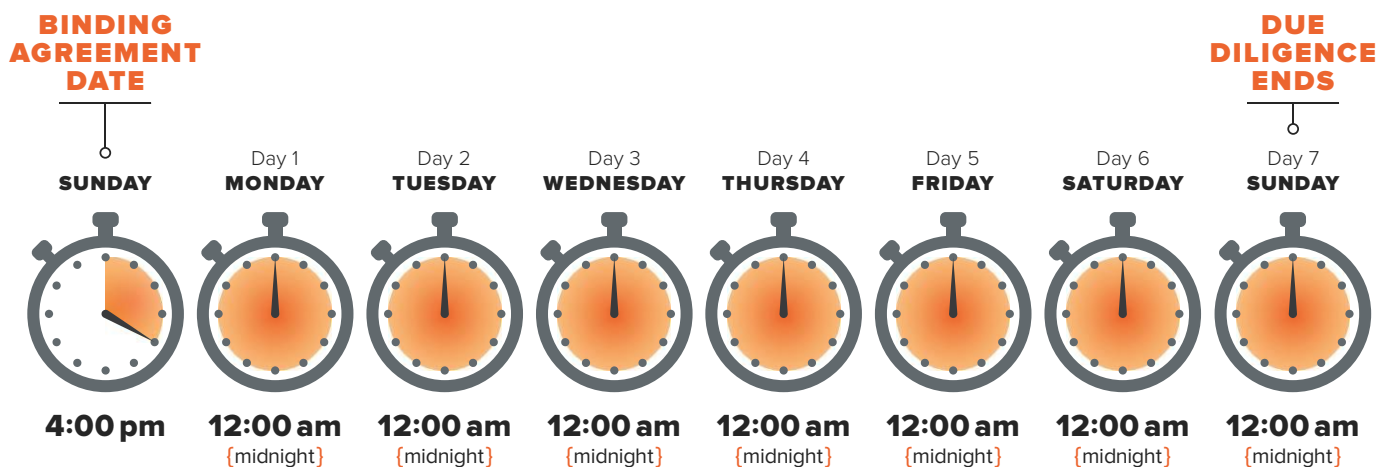 BINDING
AGREEMENT
DATE
DUE
DILIGENCE
ENDS
SUNDAY
Day 1
MONDAY
Day 2
TUESDAY
Day 3
WEDNESDAY
Day 4
THURSDAY
Day 5
FRIDAY
Day 6
SATURDAY
Day 7
SUNDAY
4:00 pm
12:00 am
{midnight}
12:00 am
{midnight}
12:00 am
{midnight}
12:00 am
{midnight}
12:00 am
{midnight}
12:00 am
{midnight}
12:00 am
{midnight}